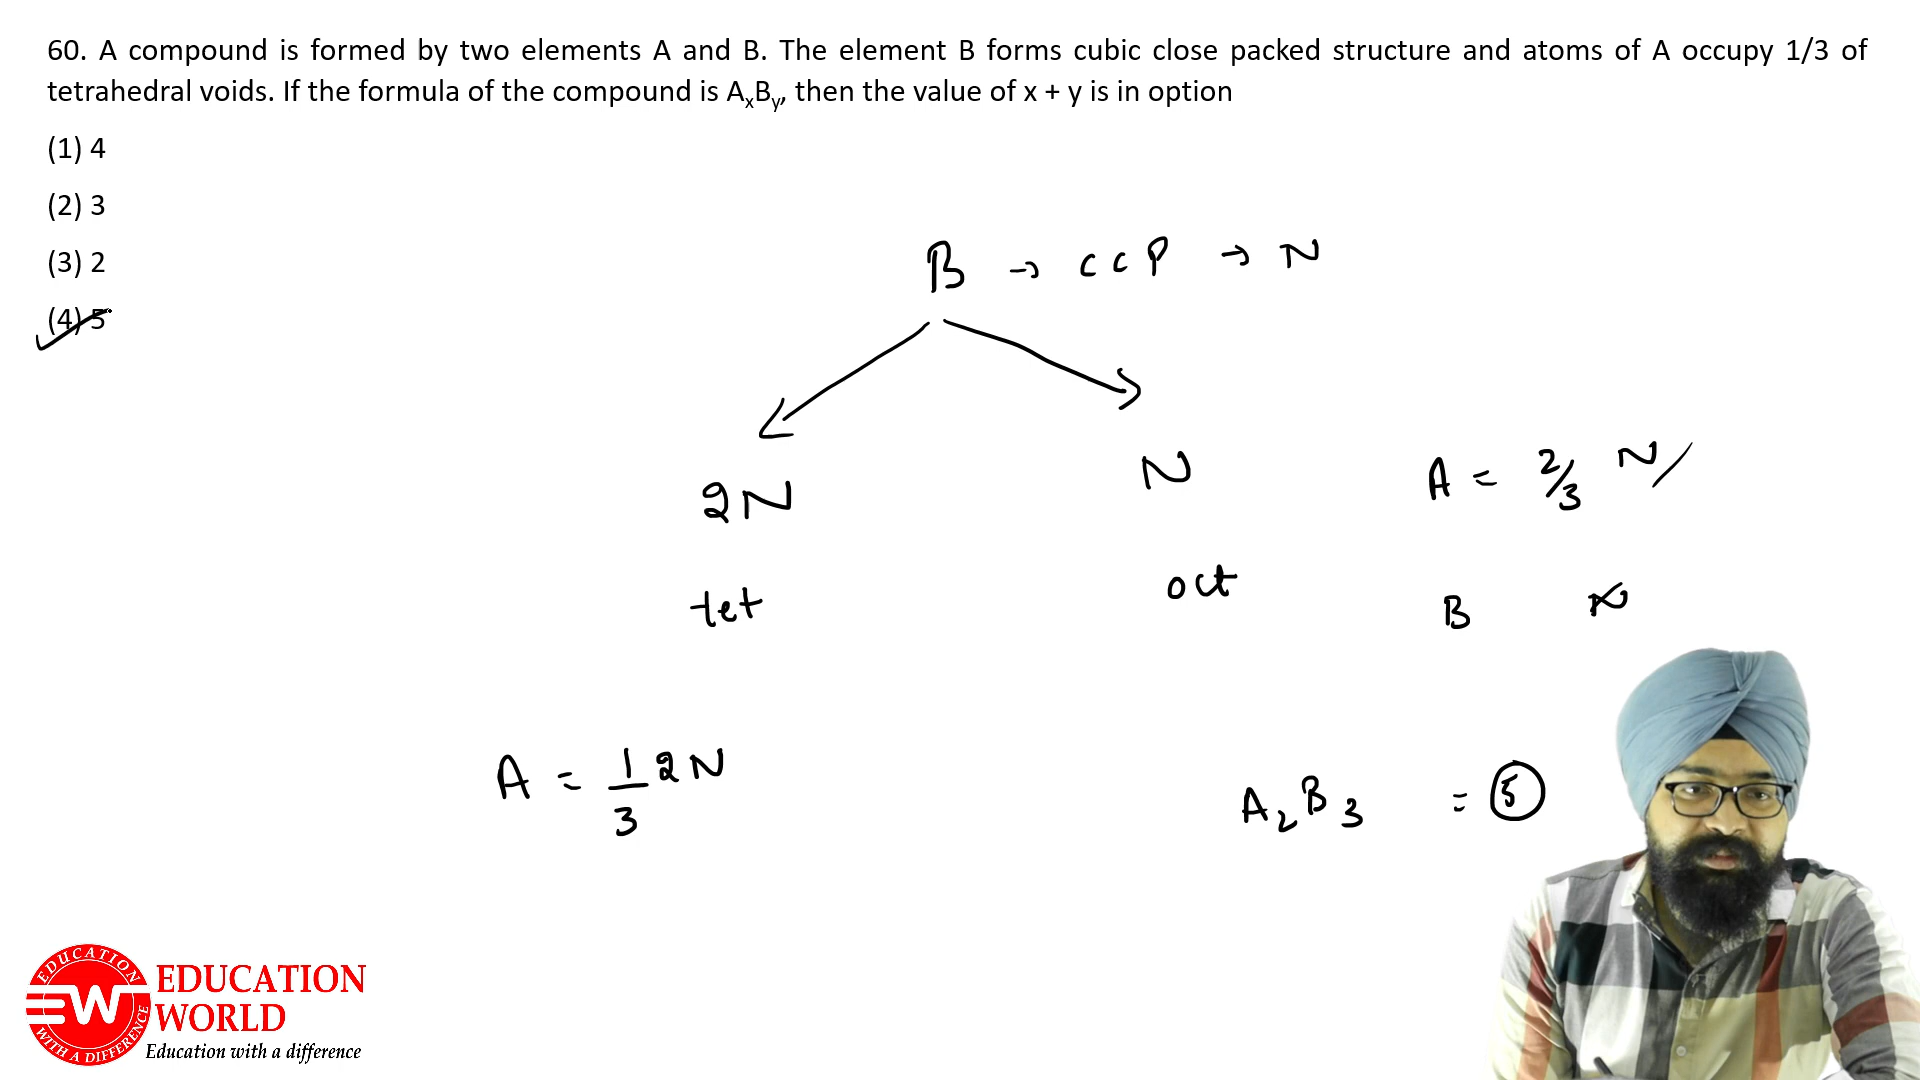 60. A compound is formed by two elements A and B. The element B forms cubic close packed structure and atoms of A occupy 1/3 of
tetrahedral voids. If the formula of the compound is AₓBᵧ, then the value of x + y is in option
(1) 4
(2) 3
(3) 2
(4) 5
B → CCP → N
2N
N
tet
oct
A = 2/3 N
B N
A = 1/3 2N
A₂B₃ = 5
EDUCATION
EW
WITH A DIFFERENCE
EDUCATION
WORLD
Education with a difference